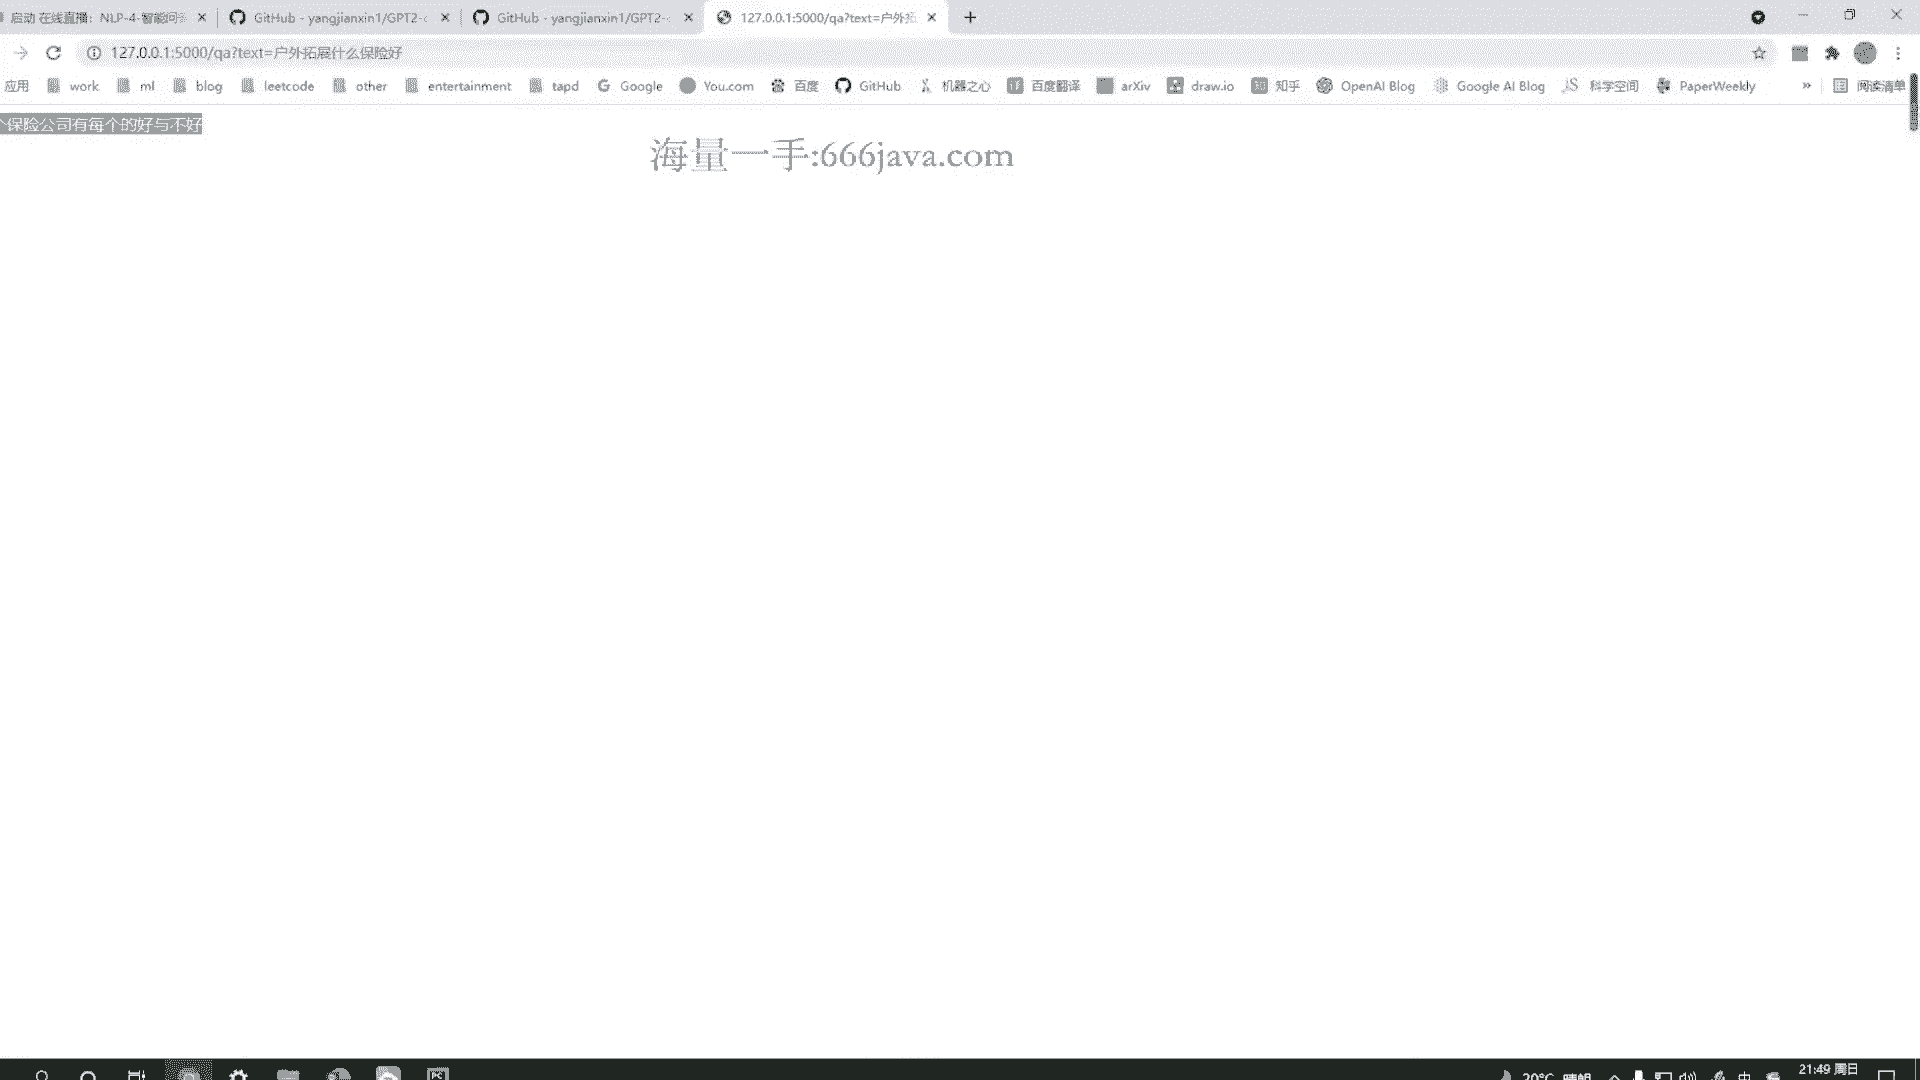 启动 在线直播：NLP-4-智能问答 GitHub - yangjianxin1/GPT2-c GitHub - yangjianxin1/GPT2- 127.0.0.1:5000/qa?text=户外拓
127.0.0.1:5000/qa?text=户外拓展什么保险好
应用 work ml blog leetcode other entertainment tapd Google You.com 百度 GitHub 机器之心 百度翻译 arXiv draw.io 知乎 OpenAI Blog Google AI Blog 科学空间 PaperWeekly » 阅读清单
个保险公司有每个的好与不好
海量一手:666java.com
20°C 晴朗 中 21:49 周日